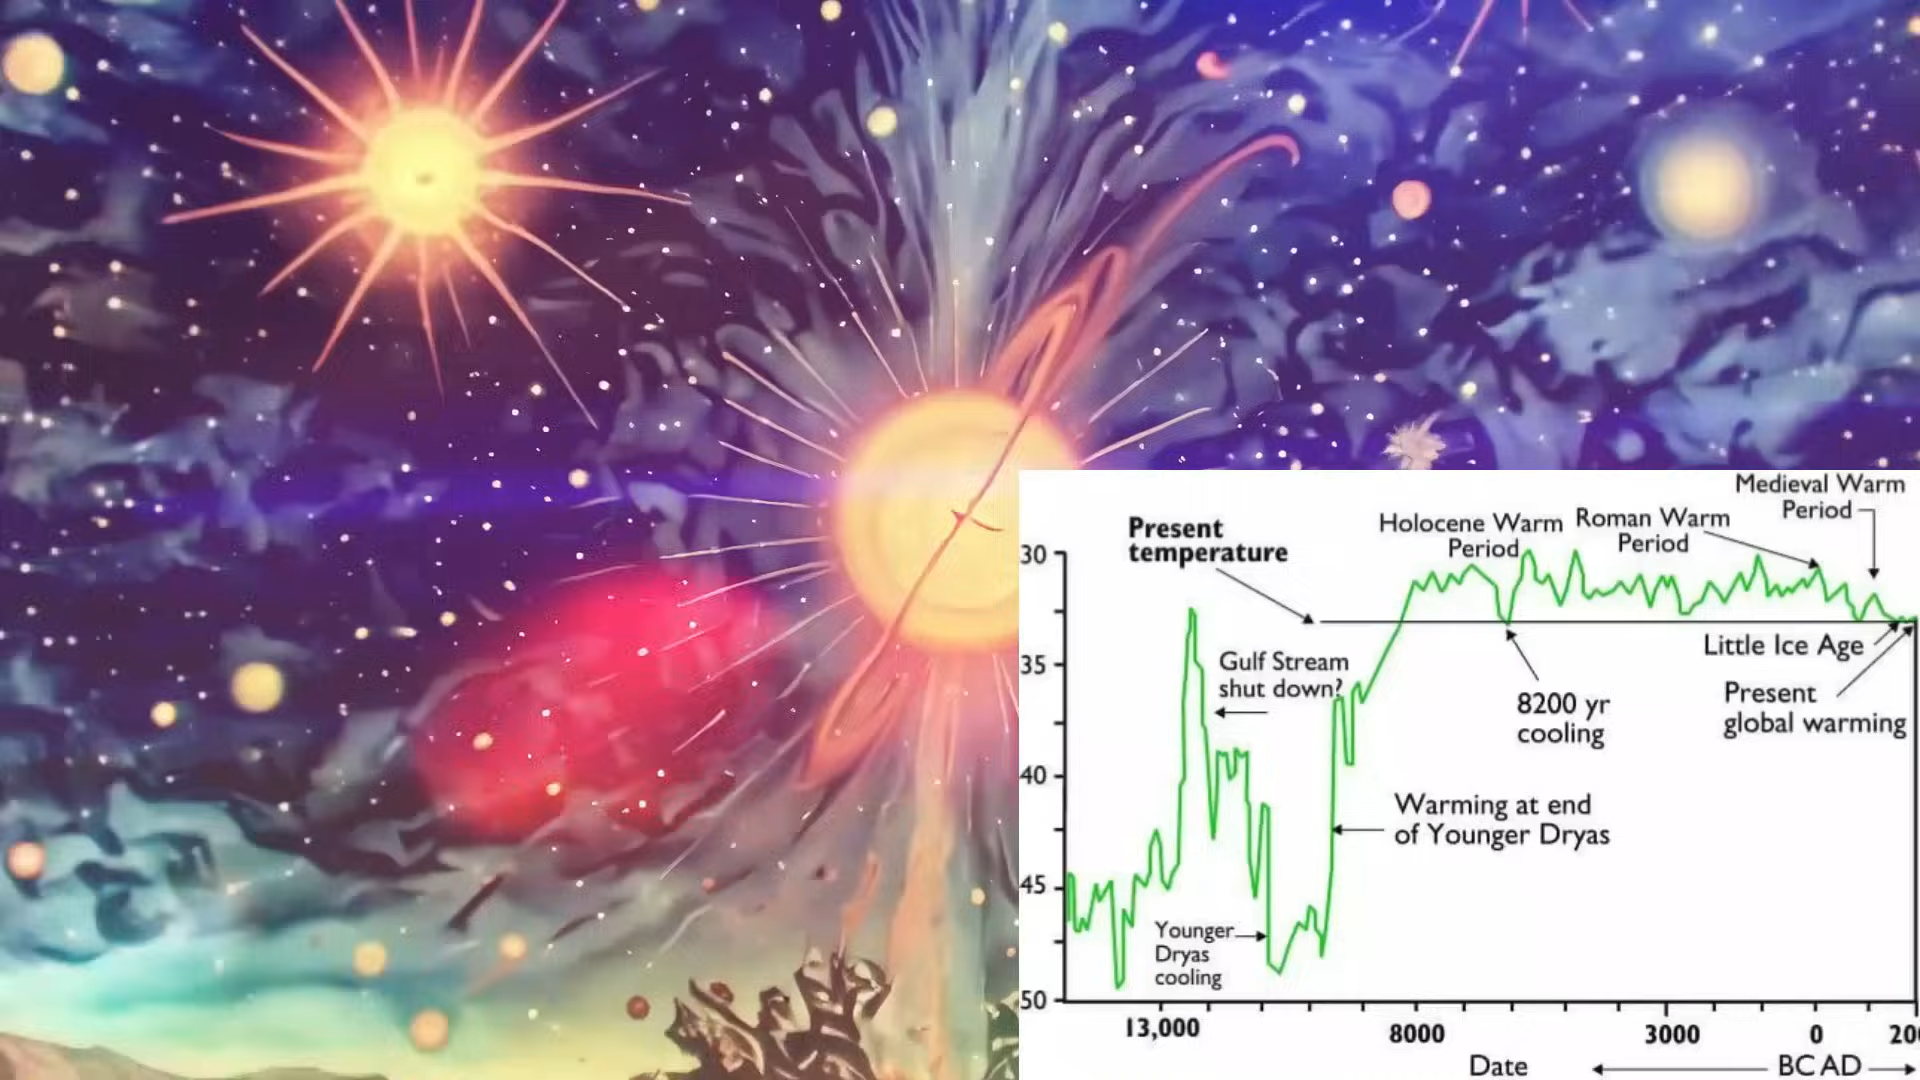 Medieval Warm
Period
Holocene Warm
Period
Roman Warm
Period
Present
temperature
30
35
40
45
50
Gulf Stream
shut down?
Little Ice Age
8200 yr
cooling
Present
global warming
Warming at end
of Younger Dryas
Younger
Dryas
cooling
13,000
8000
3000
0
200
Date
BC AD